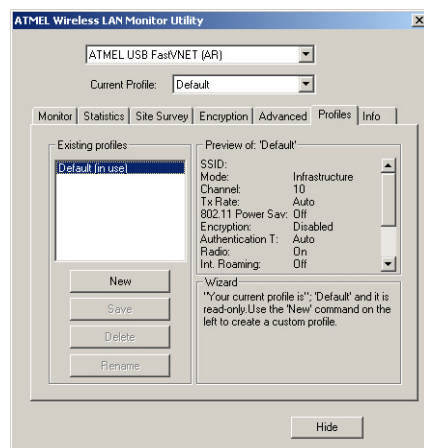 ATMEL Wireless LAN Monitor Utility
ATMEL USB FastVNET (AR)
Current Profile: Default
Monitor Statistics Site Survey Encryption Advanced Profiles Info
Existing profiles
Default (in use)
New
Save
Delete
Rename
Preview of: 'Default'
SSID:
Mode: Infrastructure
Channel: 10
Tx Rate: Auto
802.11 Power Sav: Off
Encryption: Disabled
Authentication T: Auto
Radio: On
Int. Roaming: Off
Wizard
"Your current profile is"; 'Default' and it is
read-only.Use the 'New' command on the
left to create a custom profile.
Hide